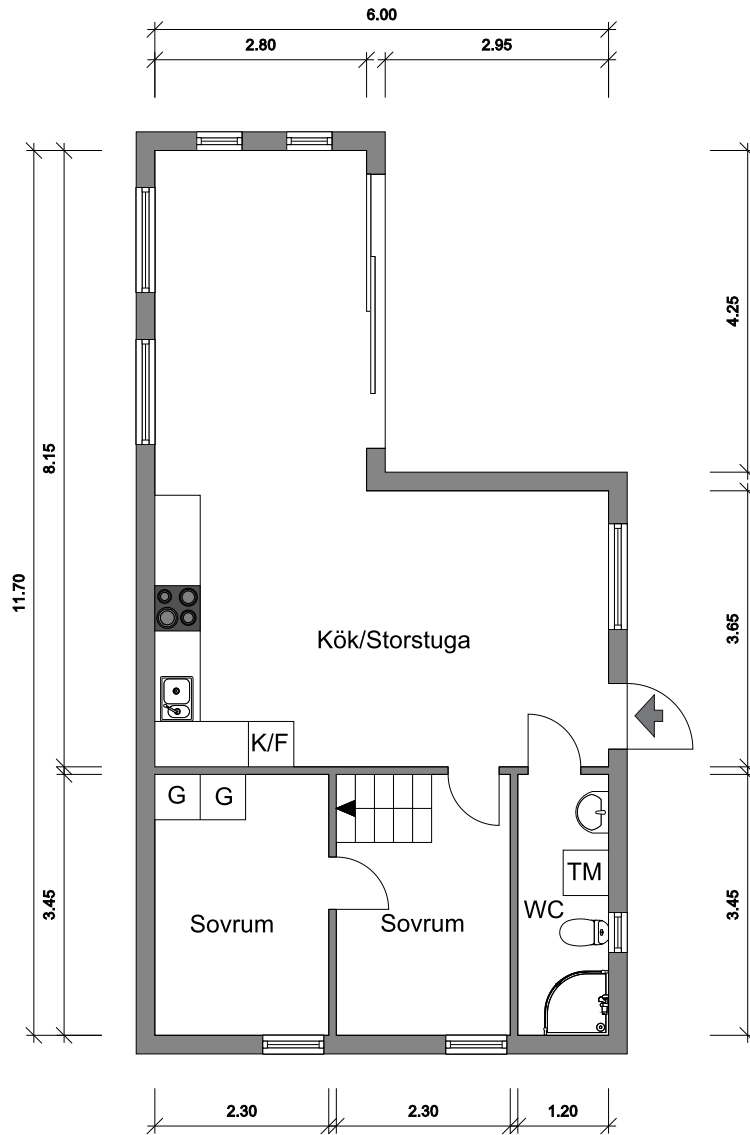 6.00
2.80
2.95
4.25
8.15
11.70
3.65
Kök/Storstuga
K/F
G
G
TM
3.45
WC
3.45
Sovrum
Sovrum
2.30
2.30
1.20